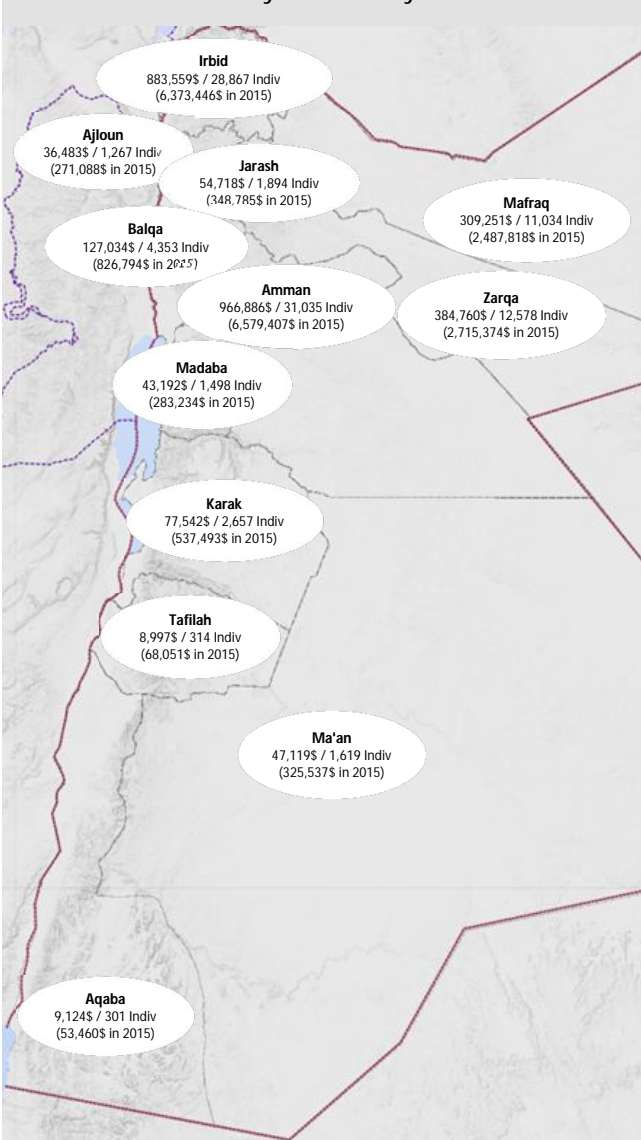 Irbid
883,559$ / 28,867 Indiv
(6,373,446$ in 2015)
Ajloun
36,483$ / 1,267 Indiv
(271,088$ in 2015)
Jarash
54,718$ / 1,894 Indiv
(348,785$ in 2015)
Mafraq
309,251$ / 11,034 Indiv
(2,487,818$ in 2015)
Balqa
127,034$ / 4,353 Indiv
(826,794$ in 2015)
Amman
966,886$ / 31,035 Indiv
(6,579,407$ in 2015)
Zarqa
384,760$ / 12,578 Indiv
(2,715,374$ in 2015)
Madaba
43,192$ / 1,498 Indiv
(283,234$ in 2015)
Karak
77,542$ / 2,657 Indiv
(537,493$ in 2015)
Tafilah
8,997$ / 314 Indiv
(68,051$ in 2015)
Ma'an
47,119$ / 1,619 Indiv
(325,537$ in 2015)
Aqaba
9,124$ / 301 Indiv
(53,460$ in 2015)